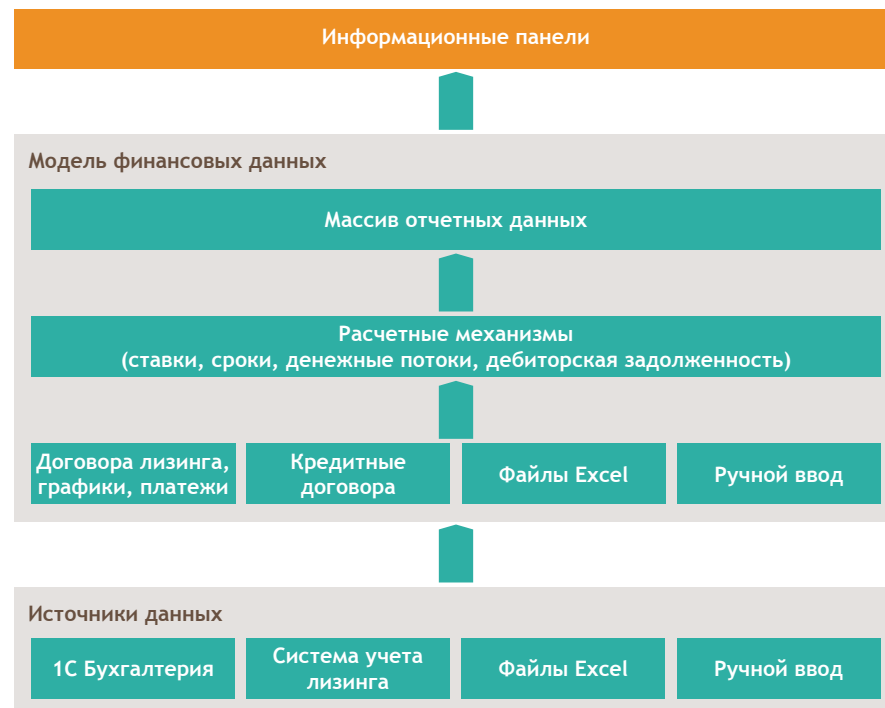 Информационные панели
Модель финансовых данных
Массив отчетных данных
Расчетные механизмы
(ставки, сроки, денежные потоки, дебиторская задолженность)
Договора лизинга,
графики, платежи
Кредитные
договора
Файлы Excel
Ручной ввод
Источники данных
1С Бухгалтерия
Система учета
лизинга
Файлы Excel
Ручной ввод